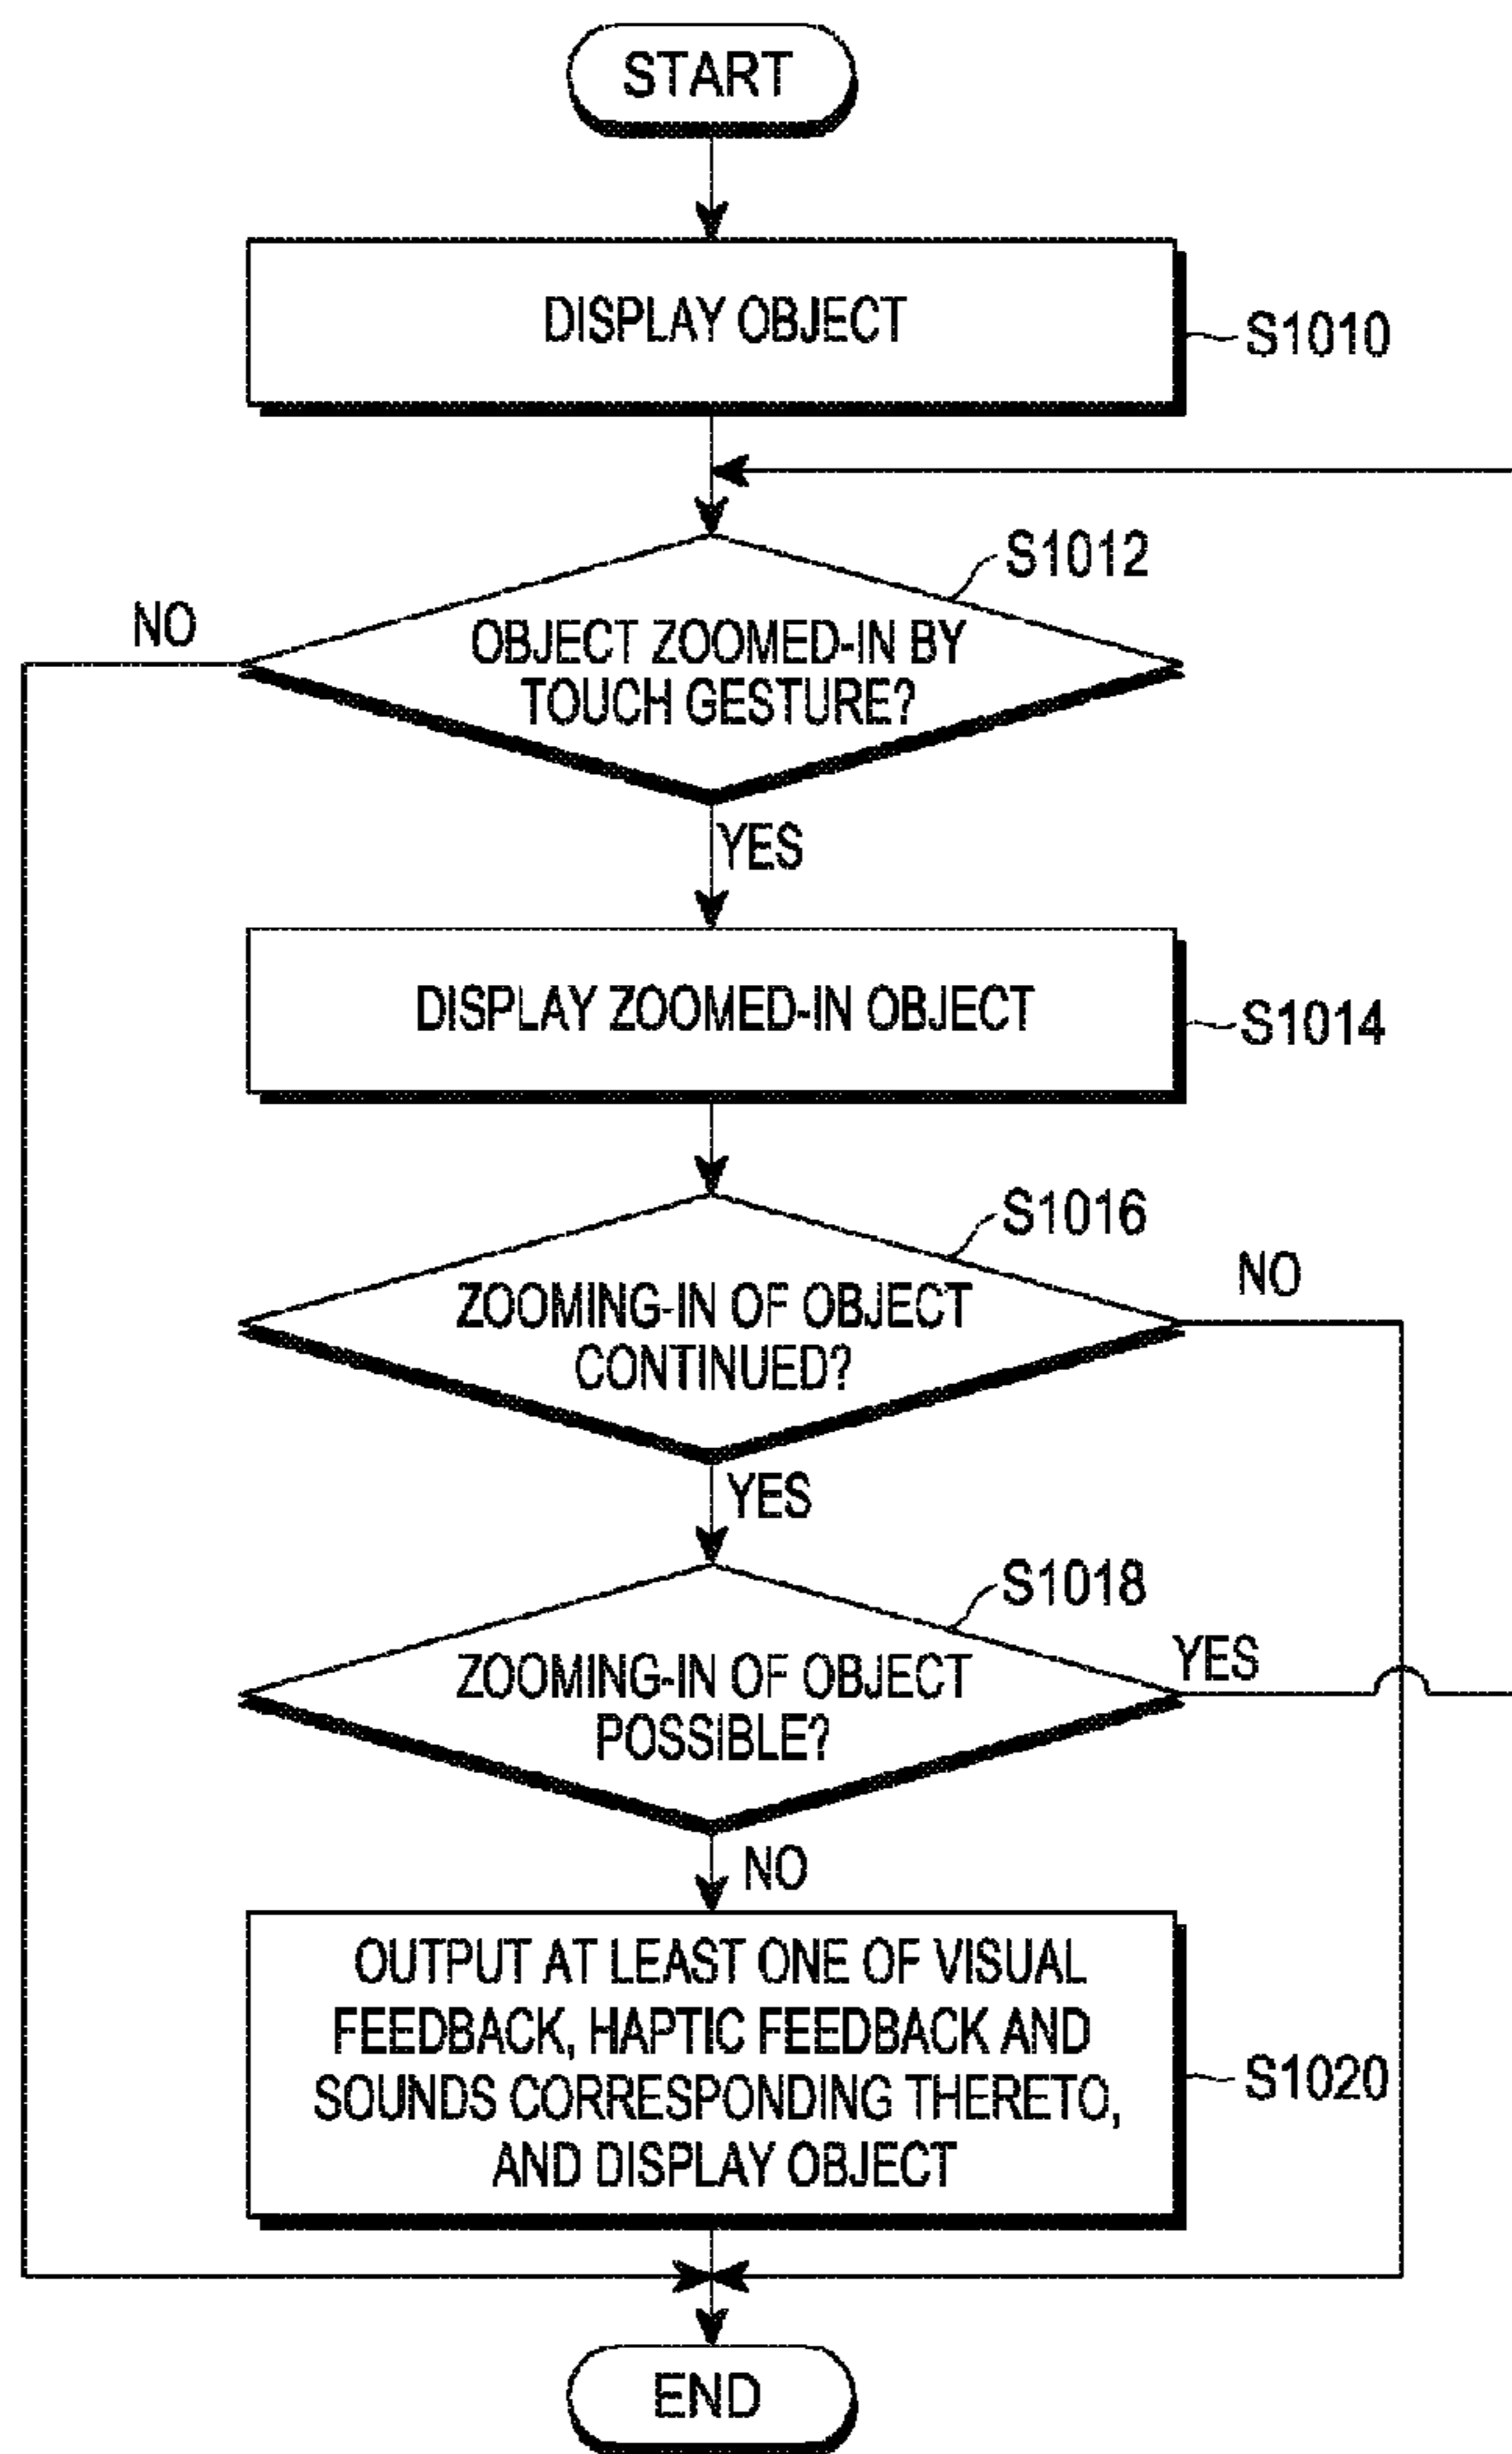 START
DISPLAY OBJECT
S1010
S1012
NO
OBJECT ZOOMED-IN BY
TOUCH GESTURE?
YES
DISPLAY ZOOMED-IN OBJECT
S1014
S1016
NO
ZOOMING-IN OF OBJECT
CONTINUED?
YES
S1018
YES
ZOOMING-IN OF OBJECT
POSSIBLE?
NO
OUTPUT AT LEAST ONE OF VISUAL
FEEDBACK, HAPTIC FEEDBACK AND
SOUNDS CORRESPONDING THERETO,
AND DISPLAY OBJECT
S1020
END